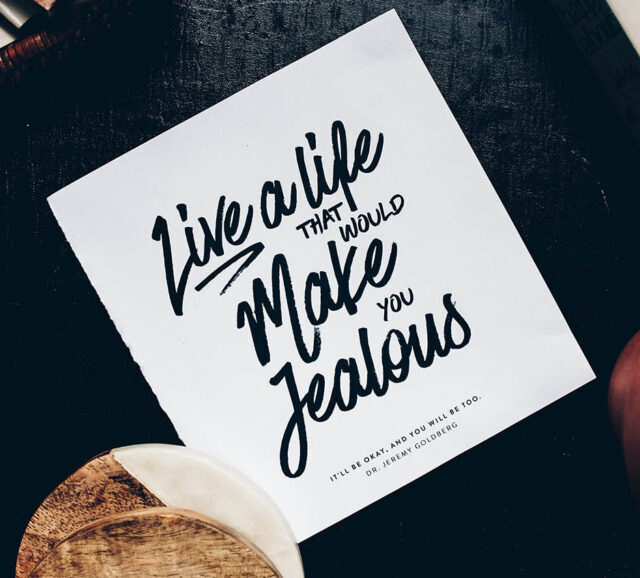 Live a life
THAT WOULD
Make
YOU
Jealous
IT'LL BE OKAY, AND YOU WILL BE TOO.
DR. JEREMY GOLDBERG